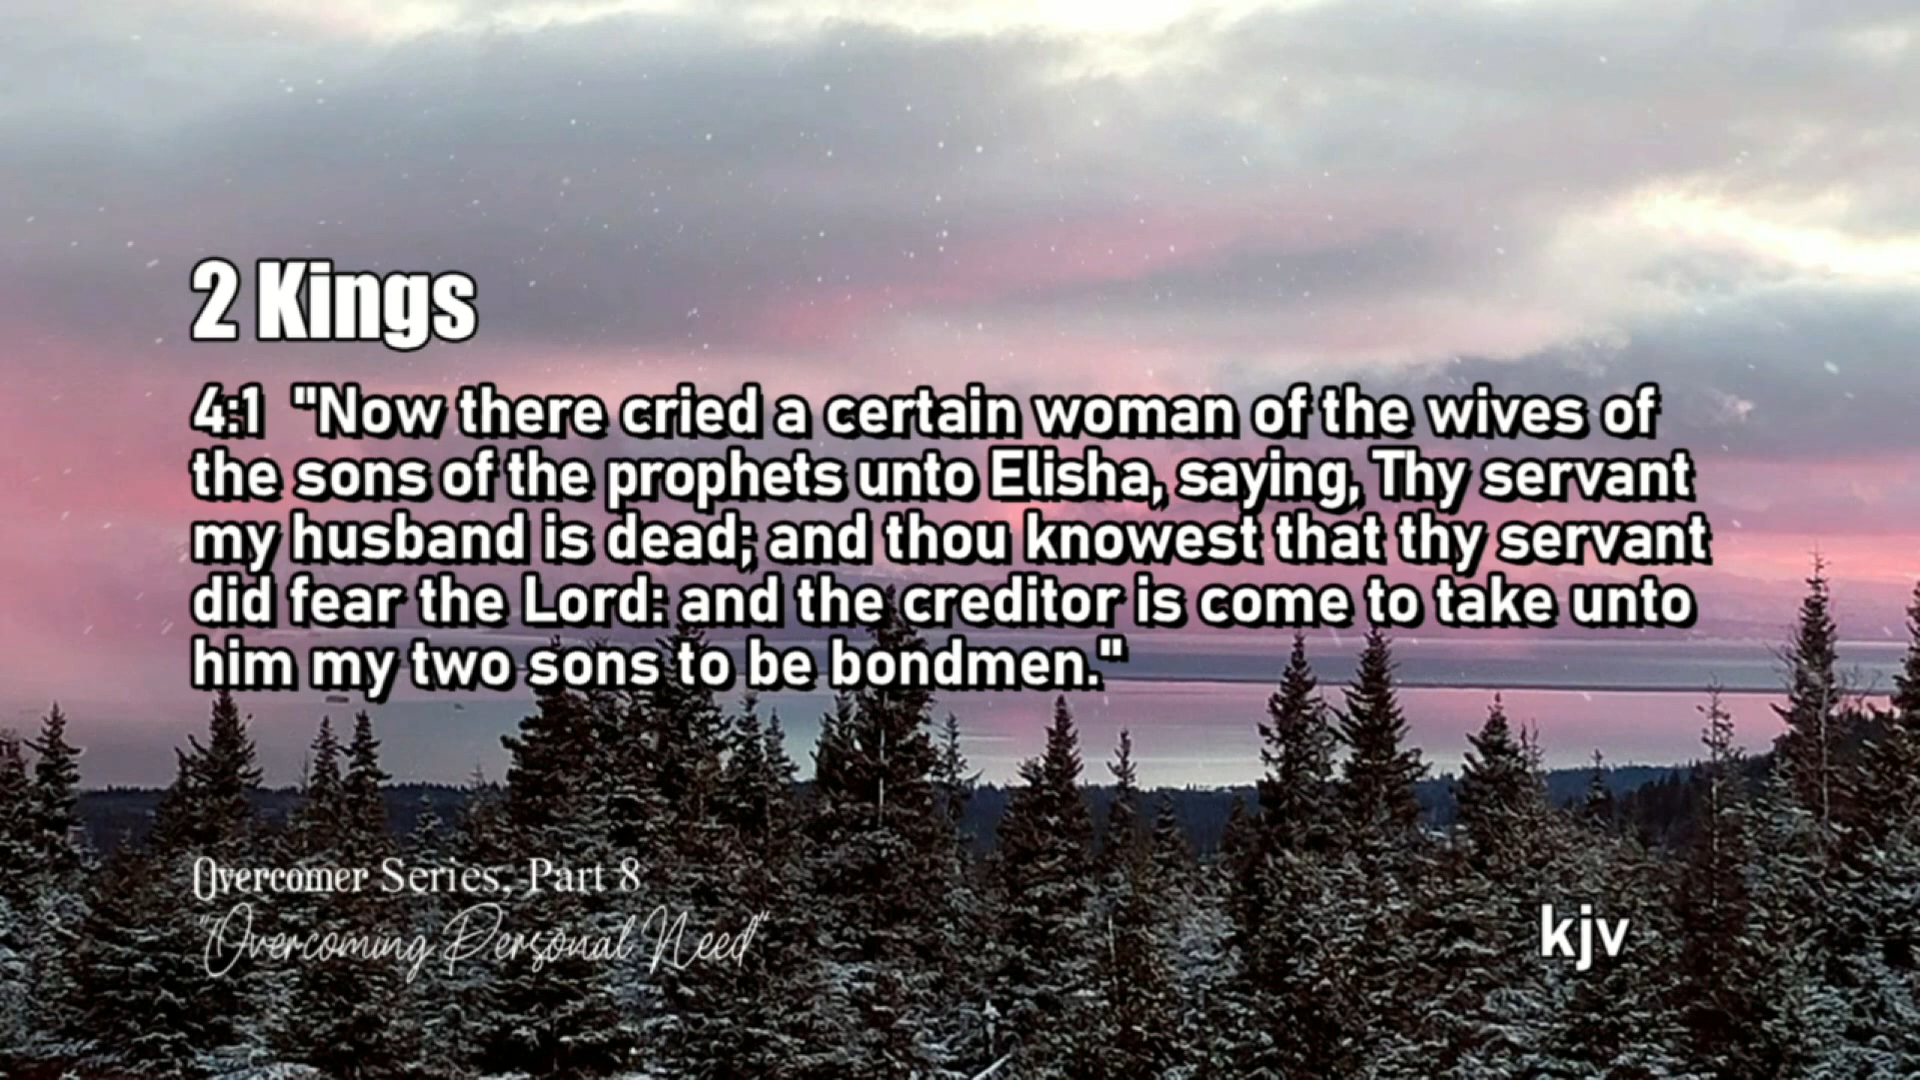 2 Kings
4:1 "Now there cried a certain woman of the wives of
the sons of the prophets unto Elisha, saying, Thy servant
my husband is dead; and thou knowest that thy servant
did fear the Lord: and the creditor is come to take unto
him my two sons to be bondmen."
Overcomer Series, Part 8
"Overcoming Personal Need"
kjv